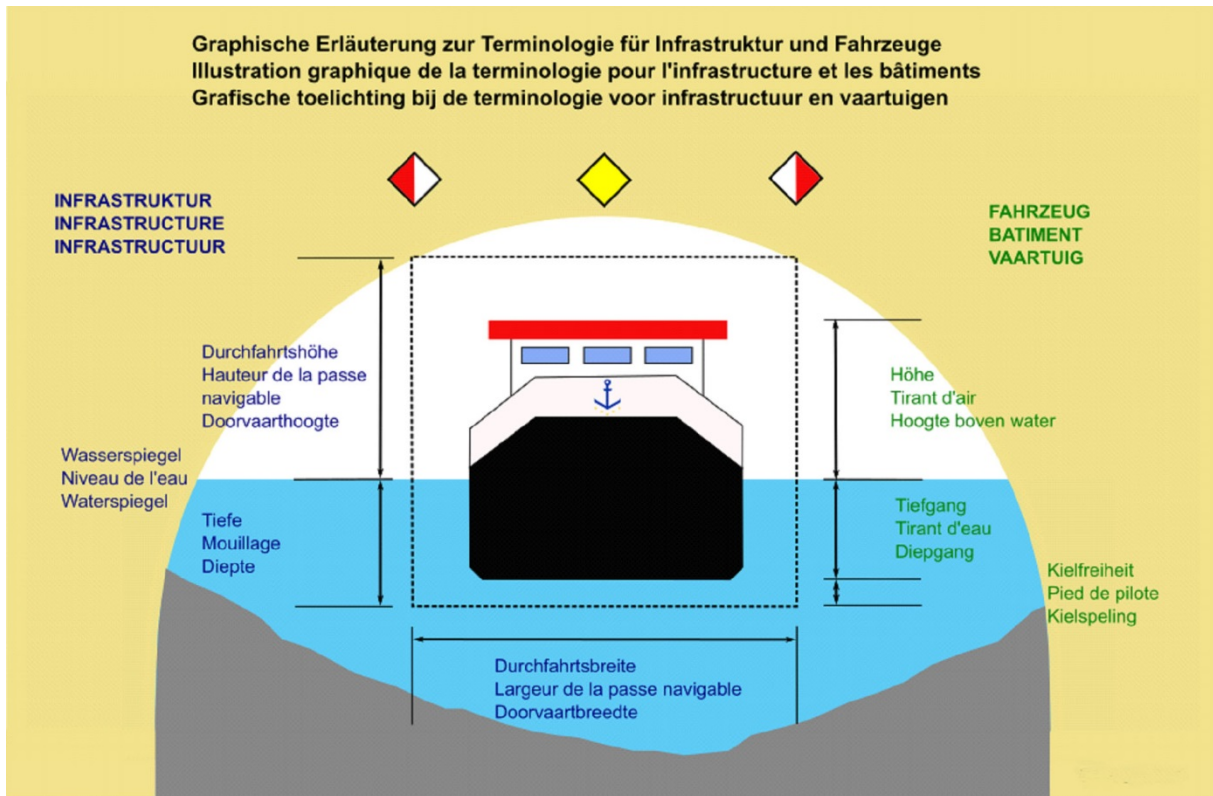 Graphische Erläuterung zur Terminologie für Infrastruktur und Fahrzeuge
Illustration graphique de la terminologie pour l'infrastructure et les bâtiments
Grafische toelichting bij de terminologie voor infrastructuur en vaartuigen
INFRASTRUKTUR
INFRASTRUCTURE
INFRASTRUCTUUR
FAHRZEUG
BATIMENT
VAARTUIG
Durchfahrtshöhe
Hauteur de la passe
navigable
Doorvaarthoogte
Höhe
Tirant d'air
Hoogte boven water
Wasserspiegel
Niveau de l'eau
Waterspiegel
Tiefe
Mouillage
Diepte
Tiefgang
Tirant d'eau
Diepgang
Kielfreiheit
Pied de pilote
Kielspeling
Durchfahrtsbreite
Largeur de la passe navigable
Doorvaartbreedte